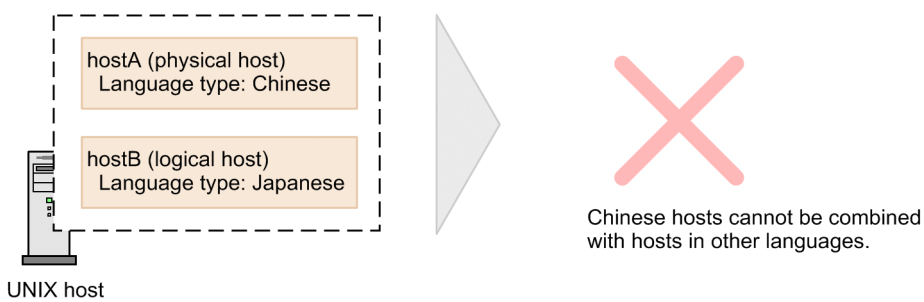 hostA (physical host)
Language type: Chinese
hostB (logical host)
Language type: Japanese
Chinese hosts cannot be combined
with hosts in other languages.
UNIX host